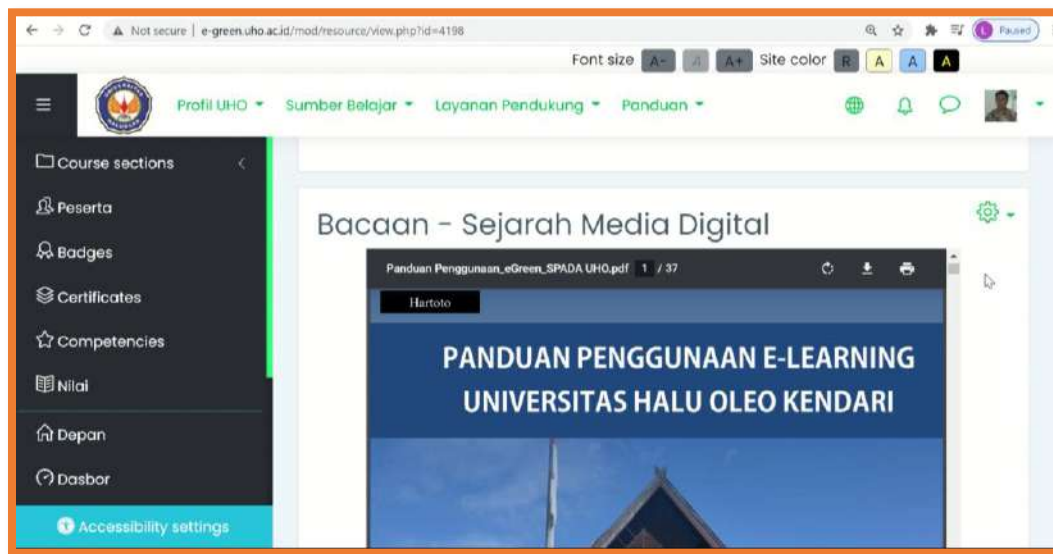 Not secure | e-green.uho.ac.id/mod/resource/view.php?id=4198
Paused
Font size A- A A+ Site color R A A A
Profil UHO Sumber Belajar Layanan Pendukung Panduan
Course sections
Peserta
Badges
Certificates
Competencies
Nilai
Depan
Dasbor
Accessibility settings
Bacaan - Sejarah Media Digital
Panduan Penggunaan_eGreen_SPADA UHO.pdf 1 / 37
Hartoto
PANDUAN PENGGUNAAN E-LEARNING
UNIVERSITAS HALU OLEO KENDARI